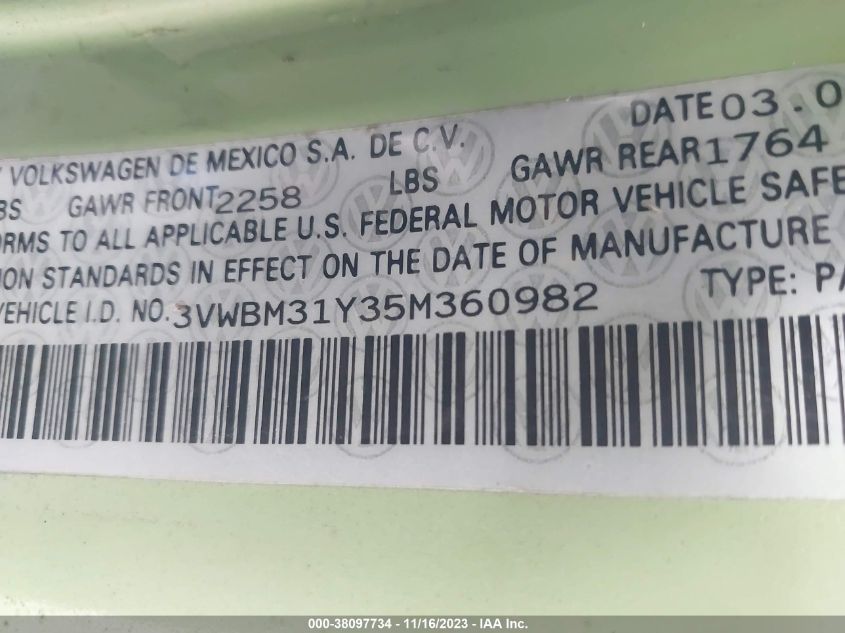 VOLKSWAGEN DE MEXICO S.A. DE C.V. DATE03.0
BS GAWR FRONT2258 LBS GAWR REAR1764
ORMS TO ALL APPLICABLE U.S. FEDERAL MOTOR VEHICLE SAFE
ION STANDARDS IN EFFECT ON THE DATE OF MANUFACTURE
VEHICLE I.D. NO.3VWBM31Y35M360982 TYPE: PA
000-38097734 - 11/16/2023 - IAA Inc.